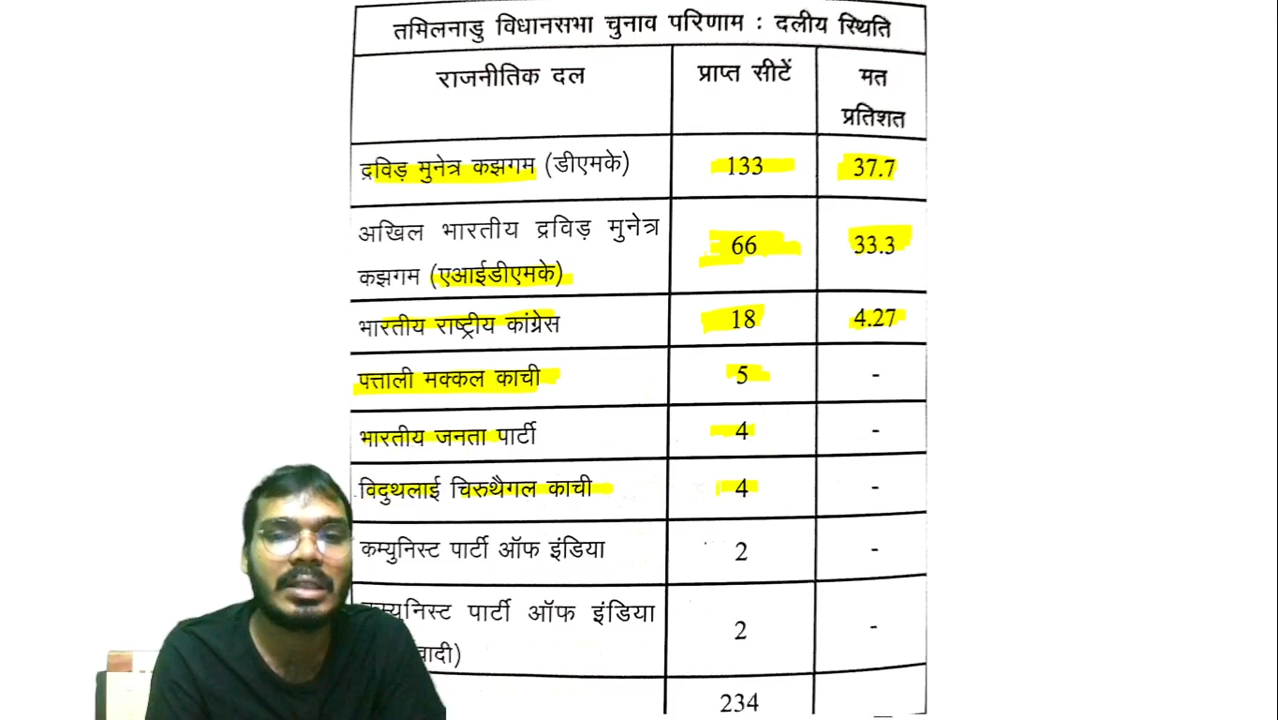 तमिलनाडु विधानसभा चुनाव परिणाम : दलीय स्थिति
राजनीतिक दल प्राप्त सीटें मत
प्रतिशत
द्रविड़ मुनेत्र कझगम (डीएमके) 133 37.7
अखिल भारतीय द्रविड़ मुनेत्र
कझगम (एआईडीएमके) 66 33.3
भारतीय राष्ट्रीय कांग्रेस 18 4.27
पत्ताली मक्कल काची 5 -
भारतीय जनता पार्टी 4 -
विदुथलाई चिरुथैगल काची 4 -
कम्युनिस्ट पार्टी ऑफ इंडिया 2 -
कम्युनिस्ट पार्टी ऑफ इंडिया 2 -
234